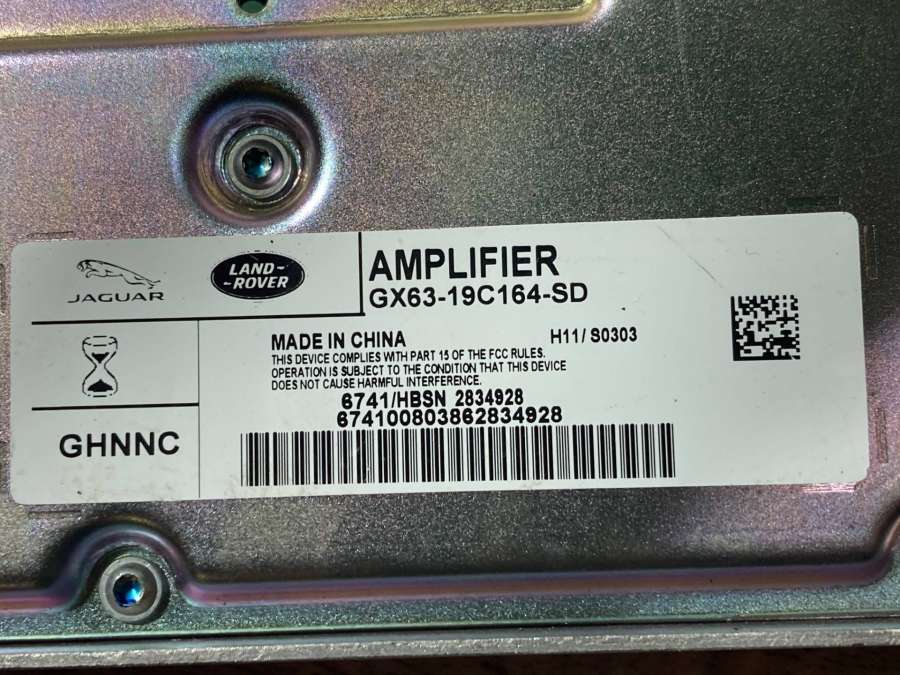 JAGUAR
LAND-
-ROVER
AMPLIFIER
GX63-19C164-SD
MADE IN CHINA
H11/ S0303
THIS DEVICE COMPLIES WITH PART 15 OF THE FCC RULES.
OPERATION IS SUBJECT TO THE CONDITION THAT THIS DEVICE
DOES NOT CAUSE HARMFUL INTERFERENCE.
6741/HBSN 2834928
674100803862834928
GHNNC